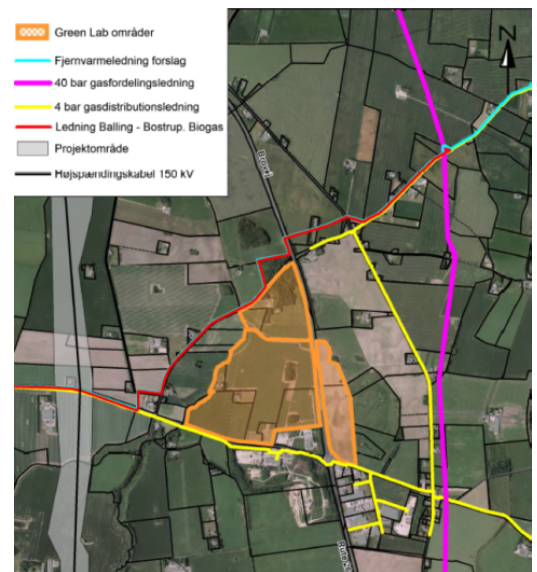 Green Lab områder
Fjernvarmeledning forslag
40 bar gasfordelingsledning
4 bar gasdistributionsledning
Ledning Balling - Bostrup. Biogas
Projektområde
Højspændingskabel 150 kV
N
Brovej